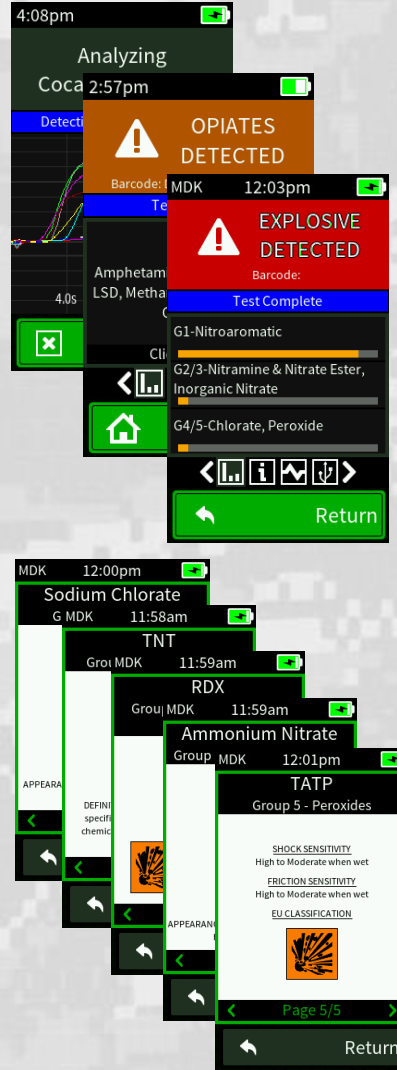 4:08pm
Analyzing
Coca
Detecti
4.0s
2:57pm
OPIATES
DETECTED
Barcode:
Te
Amphetam
LSD, Metha
Cli
MDK 12:03pm
EXPLOSIVE
DETECTED
Barcode:
Test Complete
G1-Nitroaromatic
G2/3-Nitramine & Nitrate Ester,
Inorganic Nitrate
G4/5-Chlorate, Peroxide
Return
MDK 12:00pm
Sodium Chlorate
G
APPEARA
MDK 11:58am
TNT
Grou
DEFINI
specifi
chemic
MDK 11:59am
RDX
Group
MDK 11:59am
Ammonium Nitrate
Group
APPEARANC
MDK 12:01pm
TATP
Group 5 - Peroxides
SHOCK SENSITIVITY
High to Moderate when wet
FRICTION SENSITIVITY
High to Moderate when wet
EU CLASSIFICATION
Page 5/5
Return